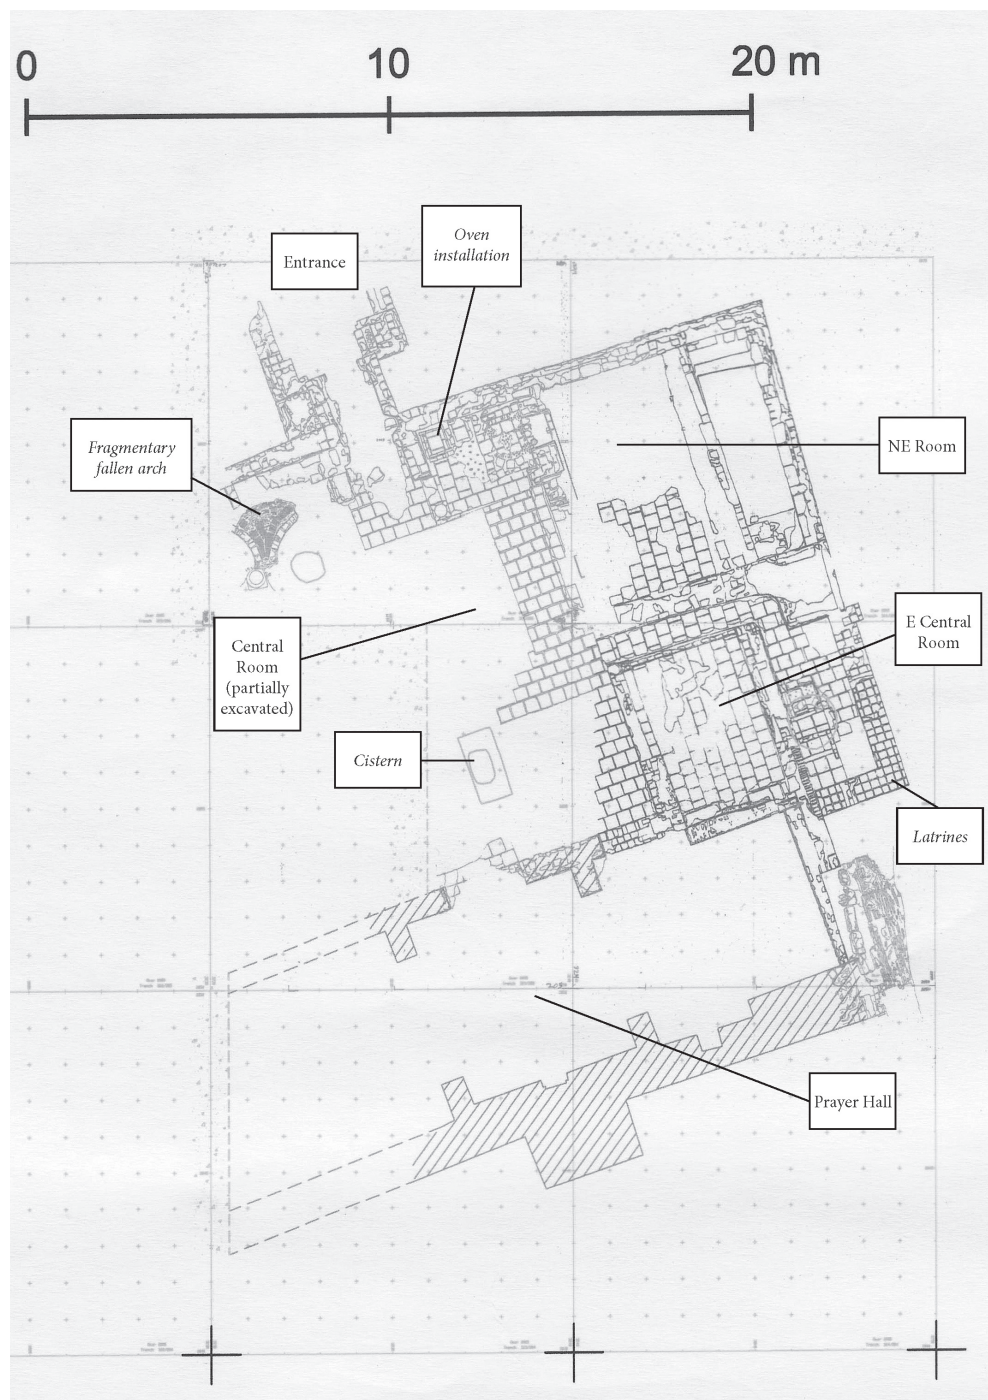 0 10 20 m
Entrance
Oven
installation
Fragmentary
fallen arch
NE Room
Central
Room
(partially
excavated)
E Central
Room
Cistern
Latrines
Prayer Hall